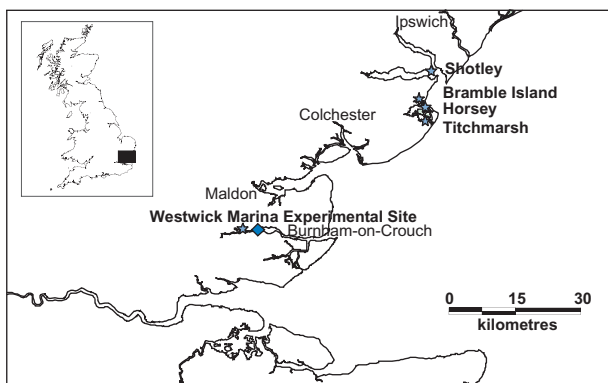 Ipswich
Shotley
Bramble Island
Horsey
Titchmarsh
Colchester
Maldon
Westwick Marina Experimental Site
Burnham-on-Crouch
0 15 30
kilometres